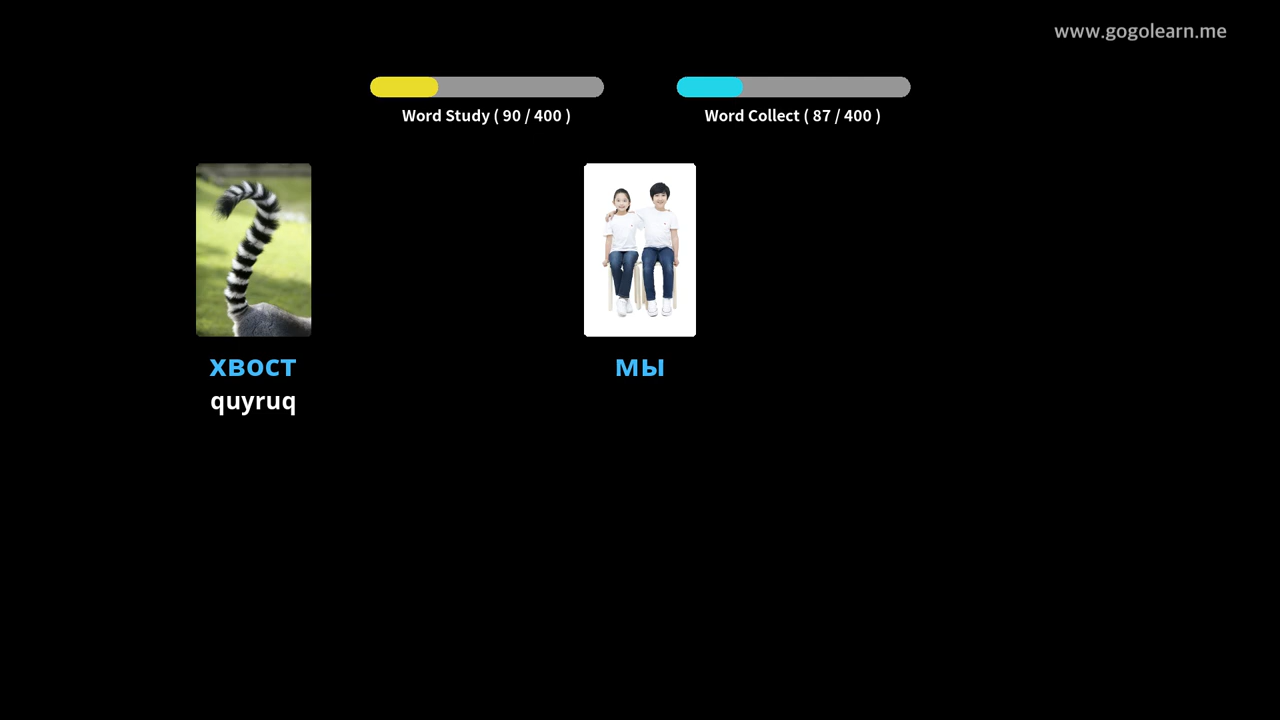 www.gogolearn.me
Word Study ( 90 / 400 )
Word Collect ( 87 / 400 )
хвост
quyruq
мы